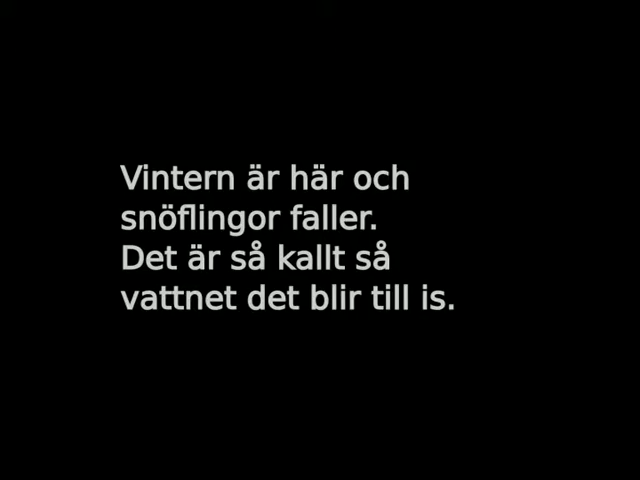 Vintern är här och
snöflingor faller.
Det är så kallt så
vattnet det blir till is.